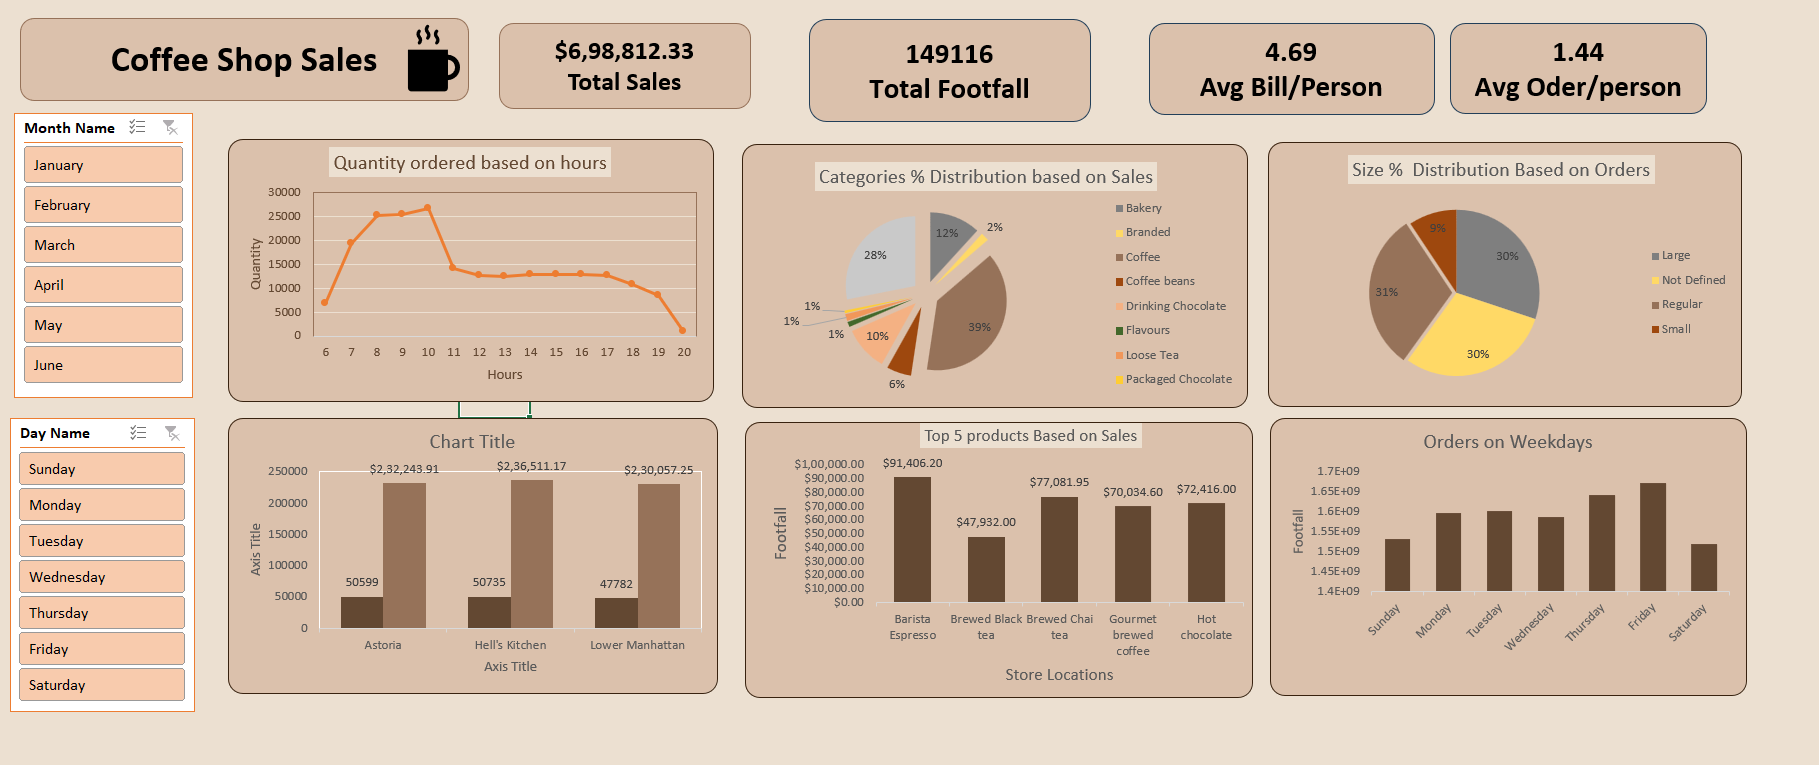 Coffee Shop Sales
$6,98,812.33
Total Sales
149116
Total Footfall
4.69
Avg Bill/Person
1.44
Avg Oder/person
Month Name
January
February
March
April
May
June
Day Name
Sunday
Monday
Tuesday
Wednesday
Thursday
Friday
Saturday
Quantity ordered based on hours
30000
25000
20000
15000
10000
5000
0
Quantity
6 7 8 9 10 11 12 13 14 15 16 17 18 19 20
Hours
Categories % Distribution based on Sales
12%
2%
39%
6%
10%
1%
1%
1%
28%
Bakery
Branded
Coffee
Coffee beans
Drinking Chocolate
Flavours
Loose Tea
Packaged Chocolate
Size % Distribution Based on Orders
30%
30%
31%
9%
Large
Not Defined
Regular
Small
Chart Title
250000
200000
150000
100000
50000
0
Axis Title
$2,32,243.91
$2,36,511.17
$2,30,057.25
50599
50735
47782
Astoria
Hell's Kitchen
Lower Manhattan
Axis Title
Top 5 products Based on Sales
$1,00,000.00
$90,000.00
$80,000.00
$70,000.00
$60,000.00
$50,000.00
$40,000.00
$30,000.00
$20,000.00
$10,000.00
$0.00
Footfall
$91,406.20
$47,932.00
$77,081.95
$70,034.60
$72,416.00
Barista
Espresso
Brewed Black
tea
Brewed Chai
tea
Gourmet
brewed
coffee
Hot
chocolate
Store Locations
Orders on Weekdays
1.7E+09
1.65E+09
1.6E+09
1.55E+09
1.5E+09
1.45E+09
1.4E+09
Footfall
Sunday
Monday
Tuesday
Wednesday
Thursday
Friday
Saturday